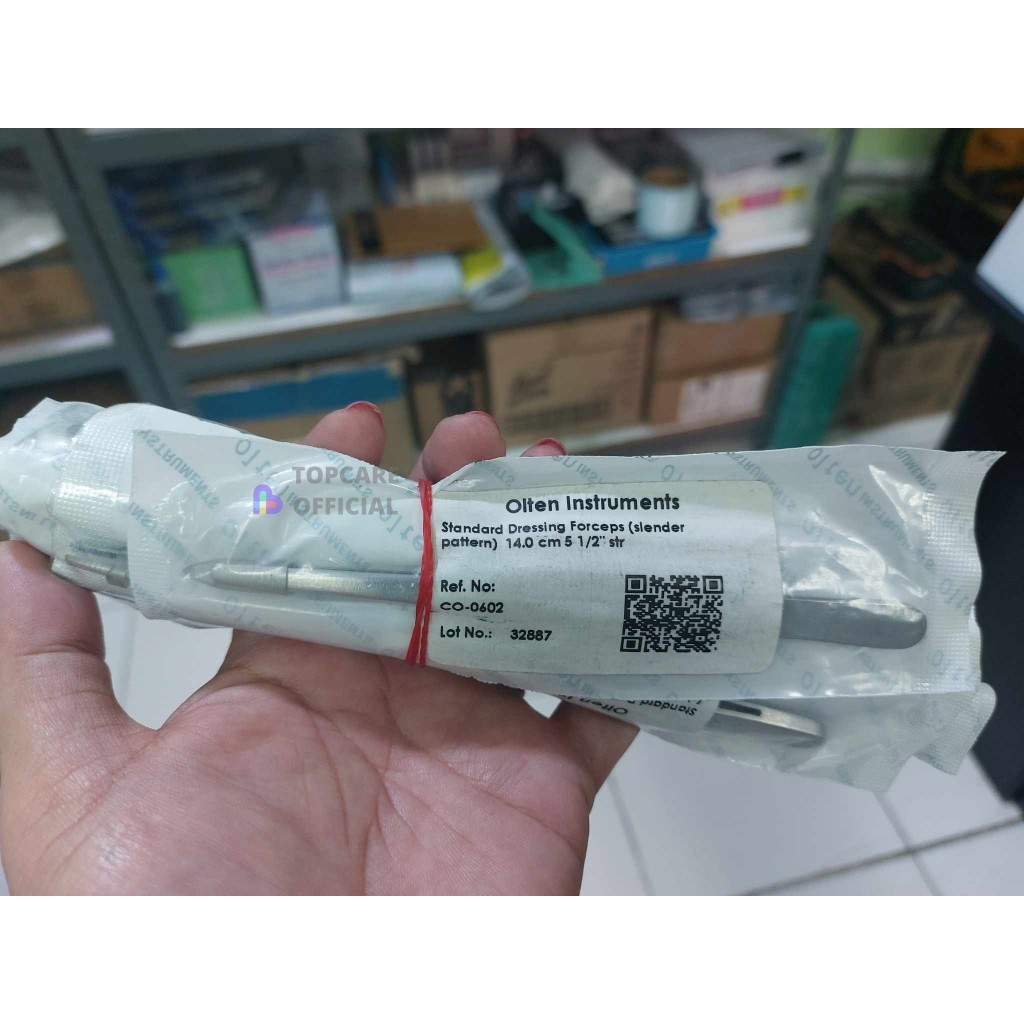 TOPCARE
OFFICIAL
Olten Instruments
Standard Dressing Forceps (slender
pattern) 14.0 cm 5 1/2" str
Ref. No:
CO-0602
Lot No.: 32887